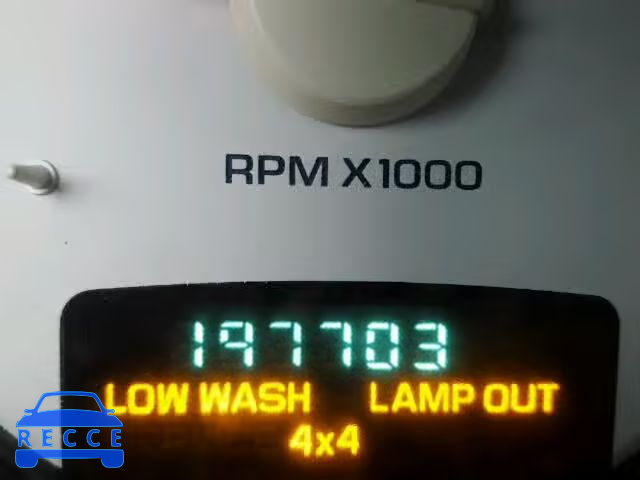 RPM X1000
197703
LOW WASH LAMP OUT
4x4
RECCE